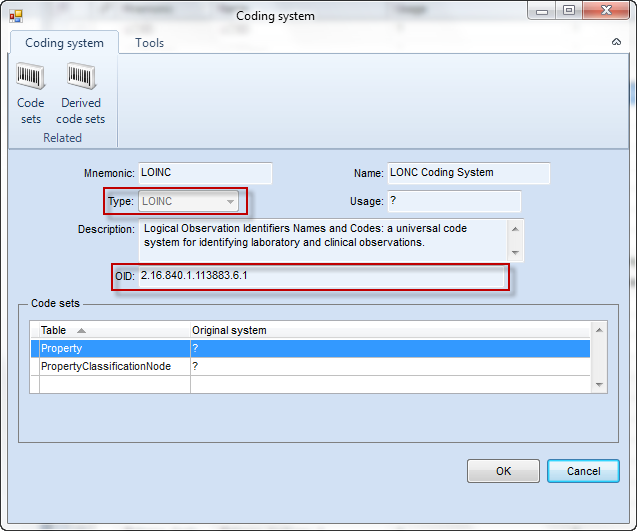 Coding system
Coding system Tools
Code sets
Derived code sets
Related
Mnemonic: LOINC
Name: LONC Coding System
Type: LOINC
Usage: ?
Description: Logical Observation Identifiers Names and Codes: a universal code
system for identifying laboratory and clinical observations.
OID: 2.16.840.1.113883.6.1
Code sets
Table Original system
Property ?
PropertyClassificationNode ?
OK Cancel